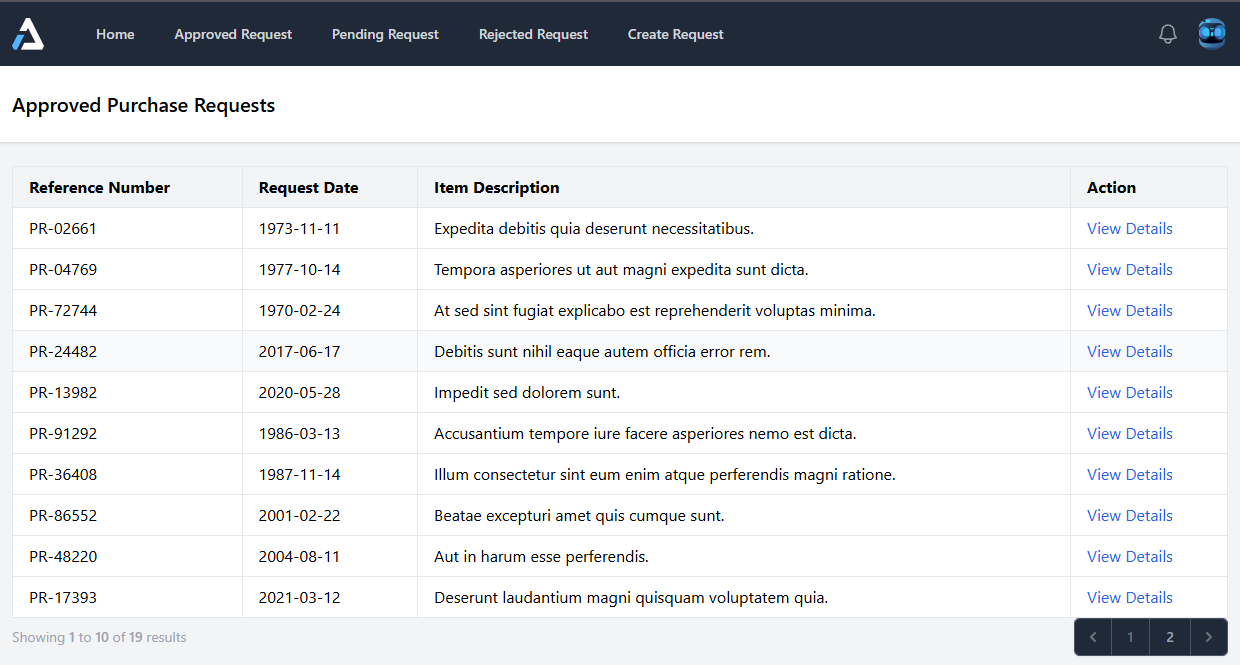 Home Approved Request Pending Request Rejected Request Create Request
Approved Purchase Requests
Reference Number Request Date Item Description Action
PR-02661 1973-11-11 Expedita debitis quia deserunt necessitatibus. View Details
PR-04769 1977-10-14 Tempora asperiores ut aut magni expedita sunt dicta. View Details
PR-72744 1970-02-24 At sed sint fugiat explicabo est reprehenderit voluptas minima. View Details
PR-24482 2017-06-17 Debitis sunt nihil eaque autem officia error rem. View Details
PR-13982 2020-05-28 Impedit sed dolorem sunt. View Details
PR-91292 1986-03-13 Accusantium tempore iure facere asperiores nemo est dicta. View Details
PR-36408 1987-11-14 Illum consectetur sint eum enim atque perferendis magni ratione. View Details
PR-86552 2001-02-22 Beatae excepturi amet quis cumque sunt. View Details
PR-48220 2004-08-11 Aut in harum esse perferendis. View Details
PR-17393 2021-03-12 Deserunt laudantium magni quisquam voluptatem quia. View Details
Showing 1 to 10 of 19 results 1 2